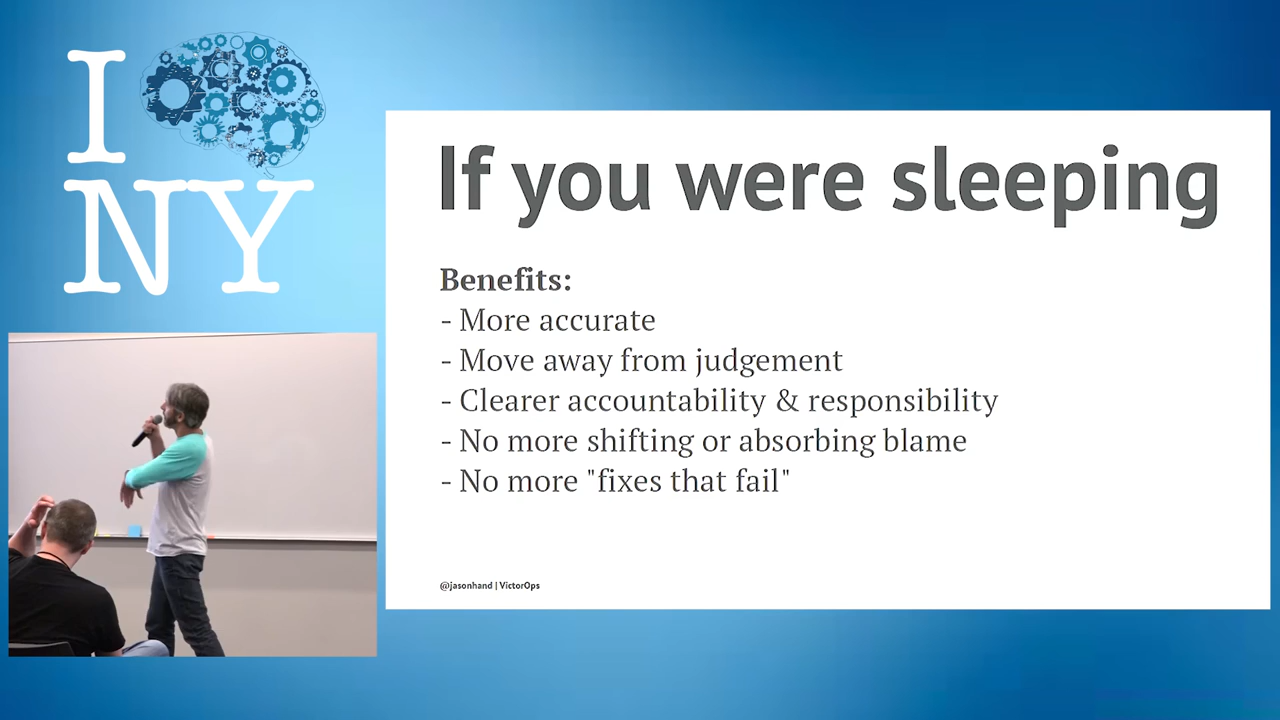 I
NY
If you were sleeping
Benefits:
- More accurate
- Move away from judgement
- Clearer accountability & responsibility
- No more shifting or absorbing blame
- No more "fixes that fail"
@jasonhand | VictorOps